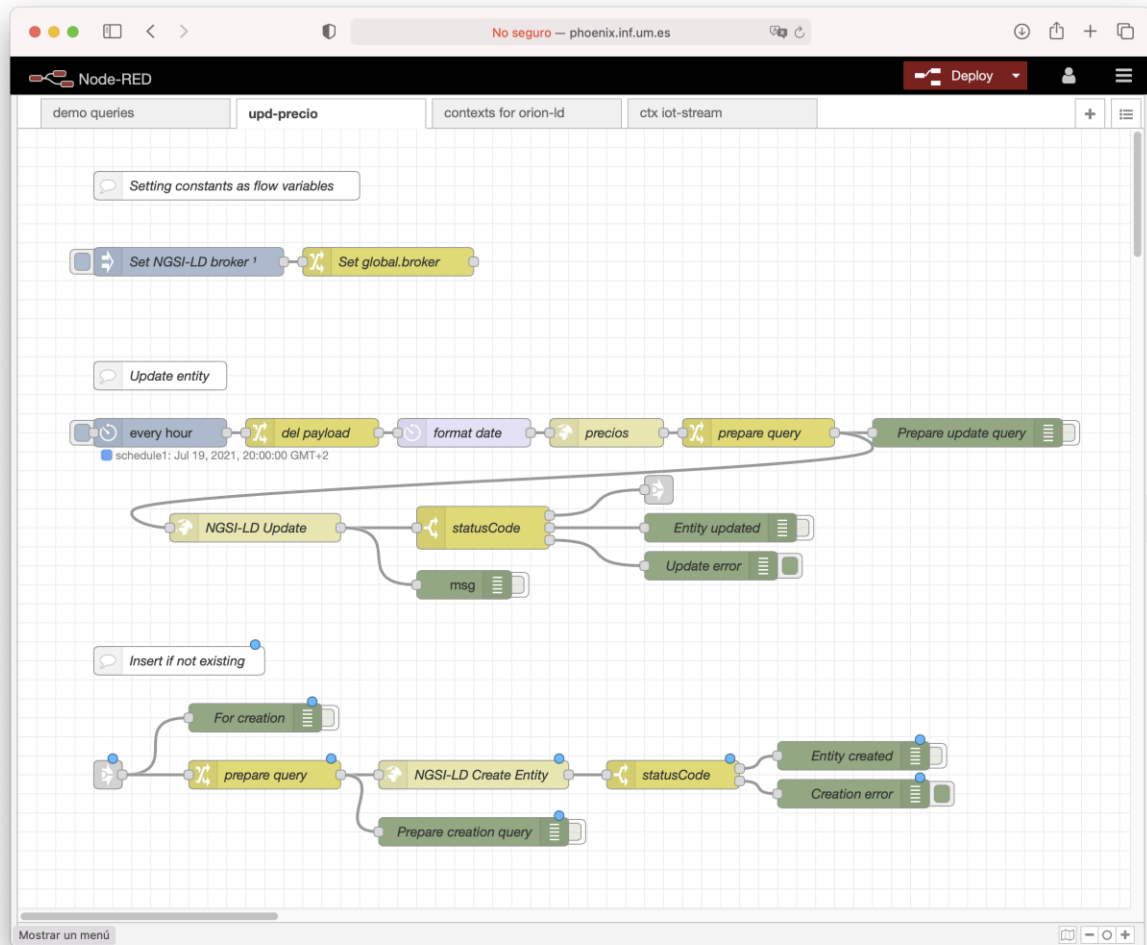 No seguro — phoenix.inf.um.es
Node-RED
Deploy
demo queries
upd-precio
contexts for orion-ld
ctx iot-stream
Setting constants as flow variables
Set NGSI-LD broker ¹
Set global.broker
Update entity
every hour
del payload
format date
precios
prepare query
Prepare update query
schedule1: Jul 19, 2021, 20:00:00 GMT+2
NGSI-LD Update
statusCode
Entity updated
Update error
msg
Insert if not existing
For creation
prepare query
NGSI-LD Create Entity
statusCode
Entity created
Creation error
Prepare creation query
Mostrar un menú